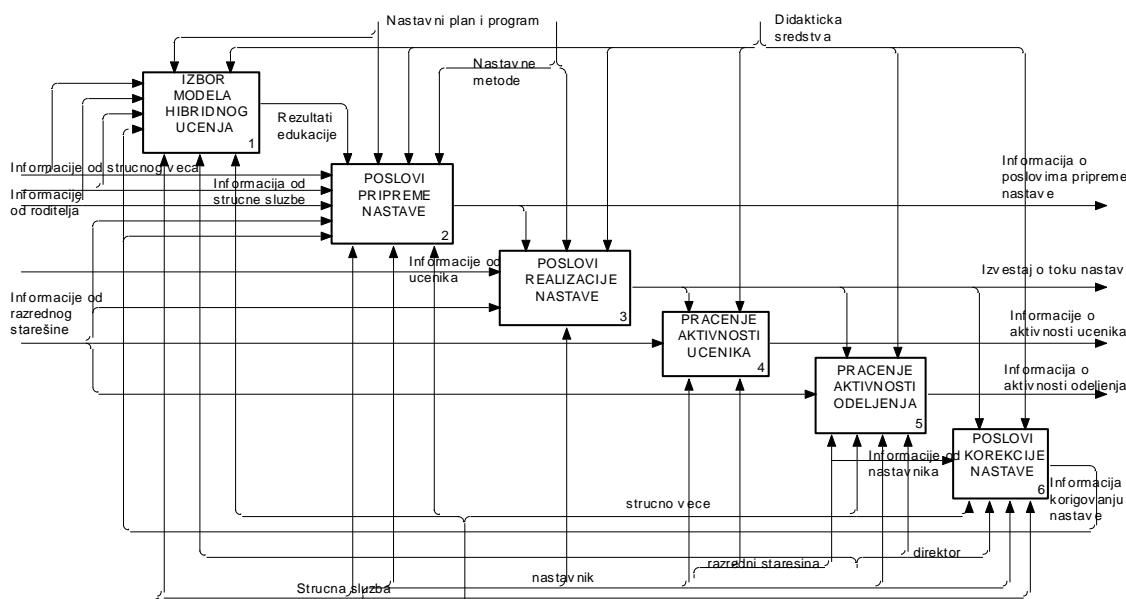 Nastavni plan i program
Didakticka
sredstva
Nastavne
metode
IZBOR
MODELA
HIBRIDNOG
UCENJA
1
Rezultati
edukacije
Informacije od strucnog veca
Informacija od
strucne sluzbe
Informacije
od roditelja
POSLOVI
PRIPREME
NASTAVE
2
Informacija o
poslovima pripreme
nastave
Informacije od
ucenika
POSLOVI
REALIZACIJE
NASTAVE
3
Izvestaj o toku nastav
Informacije od
razrednog
starešine
PRACENJE
AKTIVNOSTI
UCENIKA
4
Informacije o
aktivnosti ucenika
PRACENJE
AKTIVNOSTI
ODELJENJA
5
Informacija o
aktivnosti odeljenja
Informacije od
nastavnika
POSLOVI
KOREKCIJE
NASTAVE
6
Informacija
korigovanju
nastave
strucno vece
direktor
razredni staresina
nastavnik
Strucna sluzba